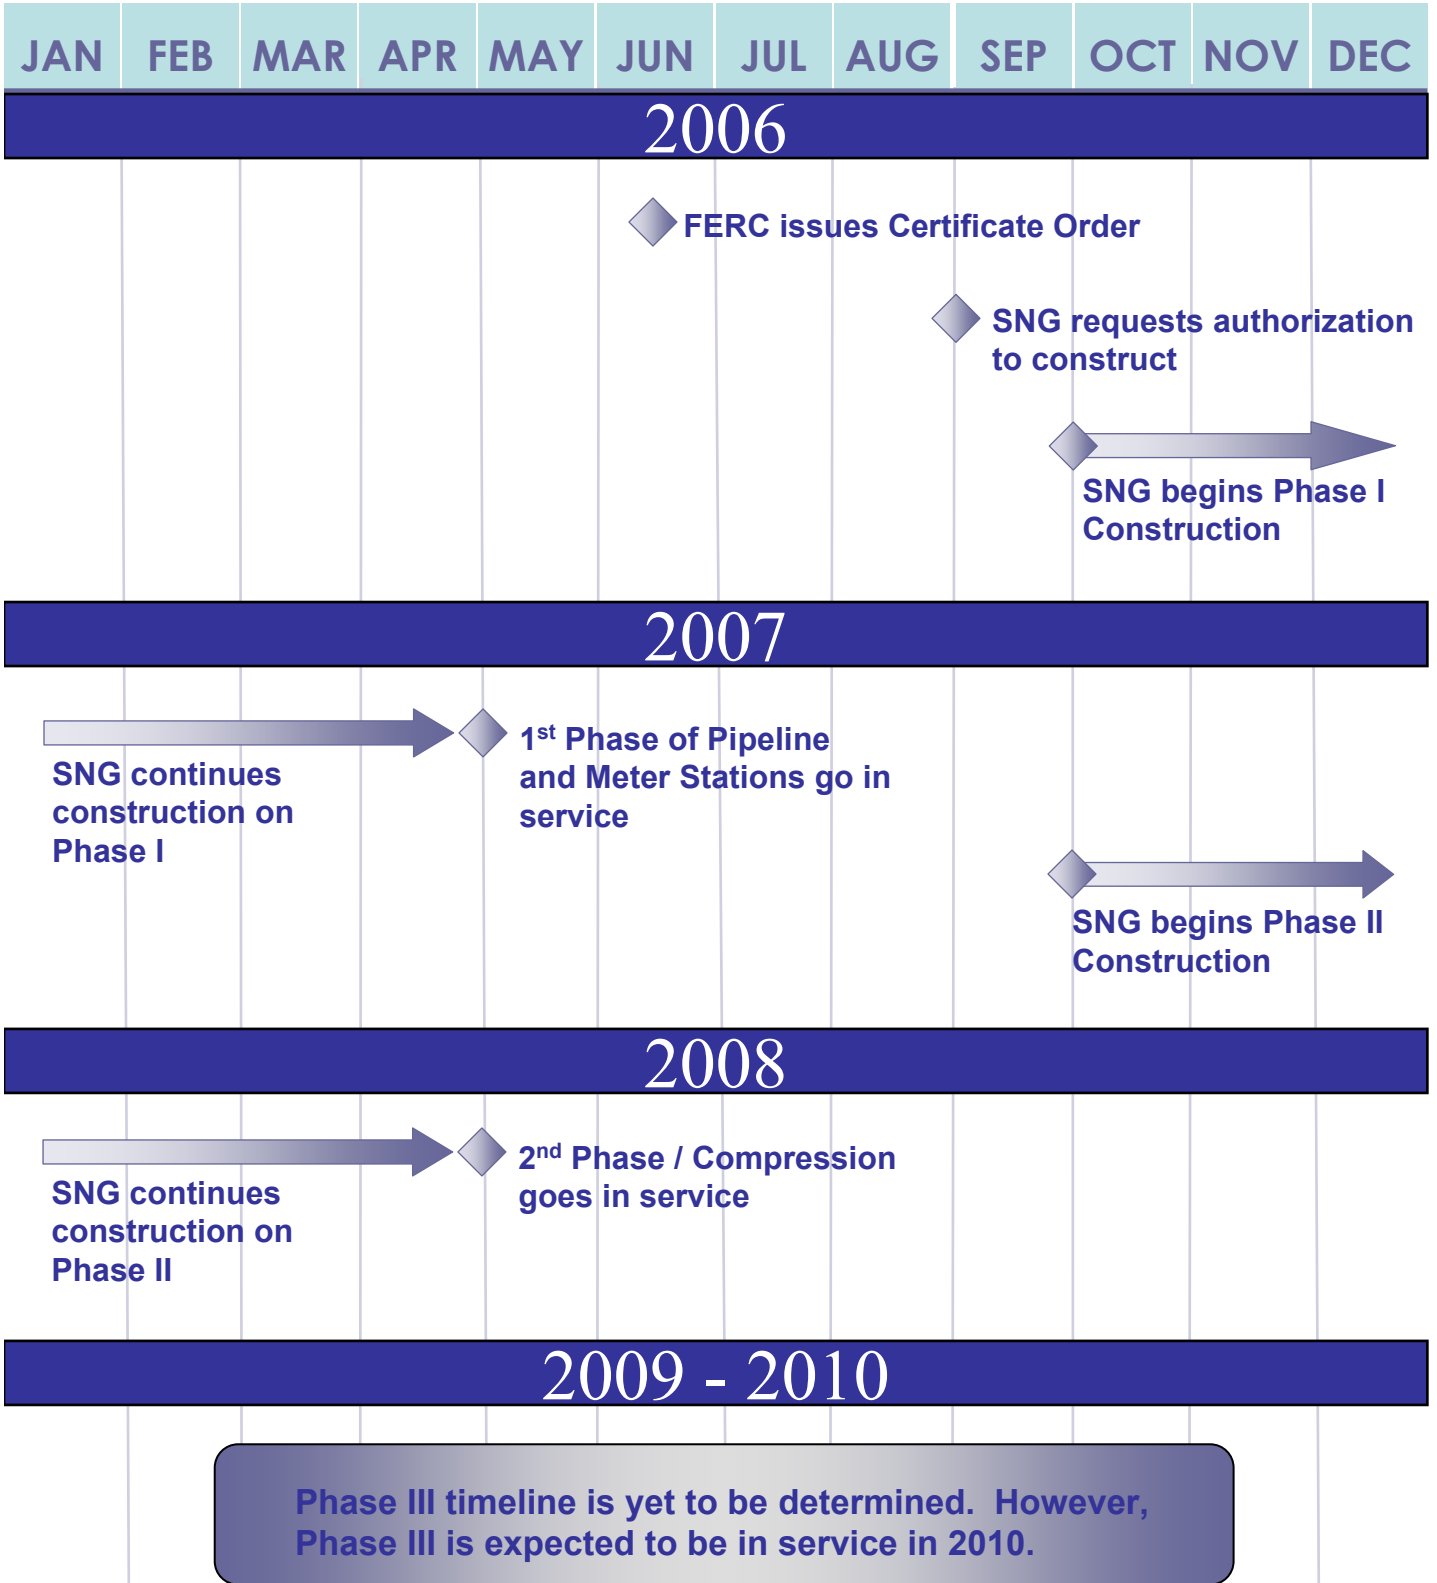 JAN FEB MAR APR MAY JUN JUL AUG SEP OCT NOV DEC
2006
FERC issues Certificate Order
SNG requests authorization
to construct
SNG begins Phase I
Construction
2007
SNG continues
construction on
Phase I
1st Phase of Pipeline
and Meter Stations go in
service
SNG begins Phase II
Construction
2008
SNG continues
construction on
Phase II
2nd Phase / Compression
goes in service
2009 - 2010
Phase III timeline is yet to be determined.  However,
Phase III is expected to be in service in 2010.